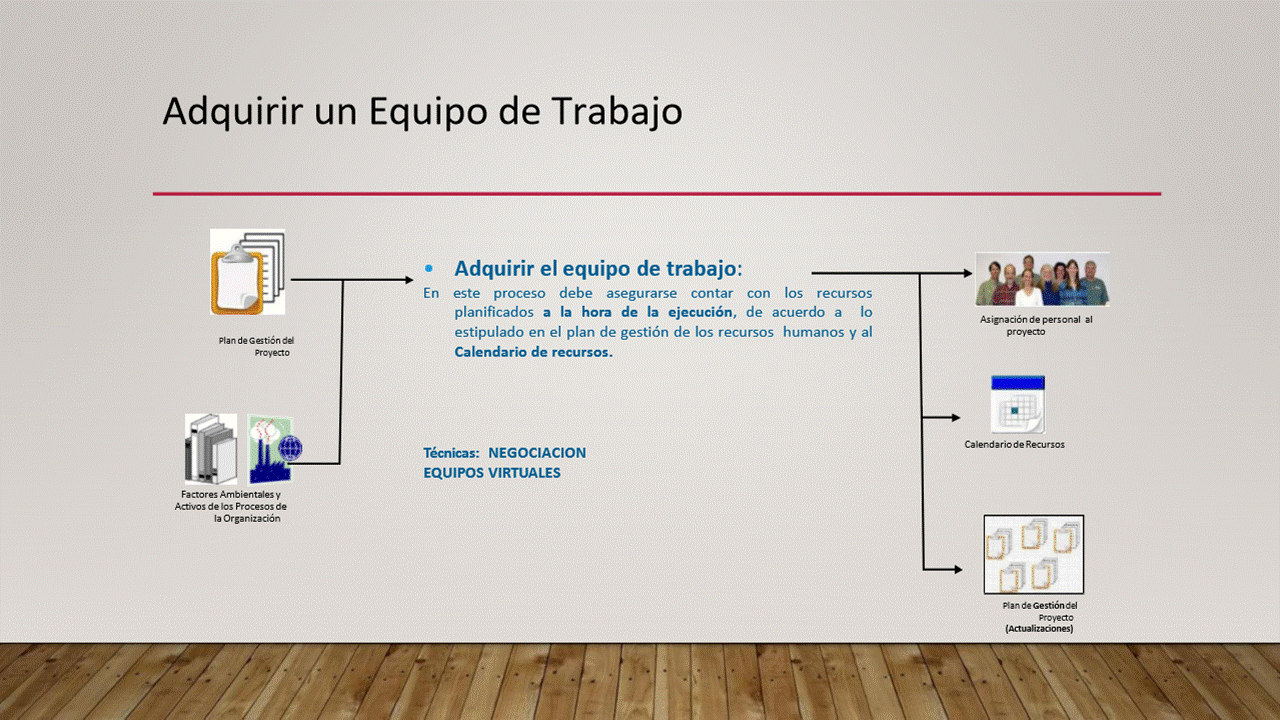 Adquirir un Equipo de Trabajo
Plan de Gestión del
Proyecto
Factores Ambientales y
Activos de los Procesos de
la Organización
• Adquirir el equipo de trabajo:
En este proceso debe asegurarse contar con los recursos
planificados a la hora de la ejecución, de acuerdo a lo
estipulado en el plan de gestión de los recursos humanos y al
Calendario de recursos.
Técnicas: NEGOCIACION
EQUIPOS VIRTUALES
Asignación de personal al
proyecto
Calendario de Recursos
Plan de Gestión del
Proyecto
(Actualizaciones)